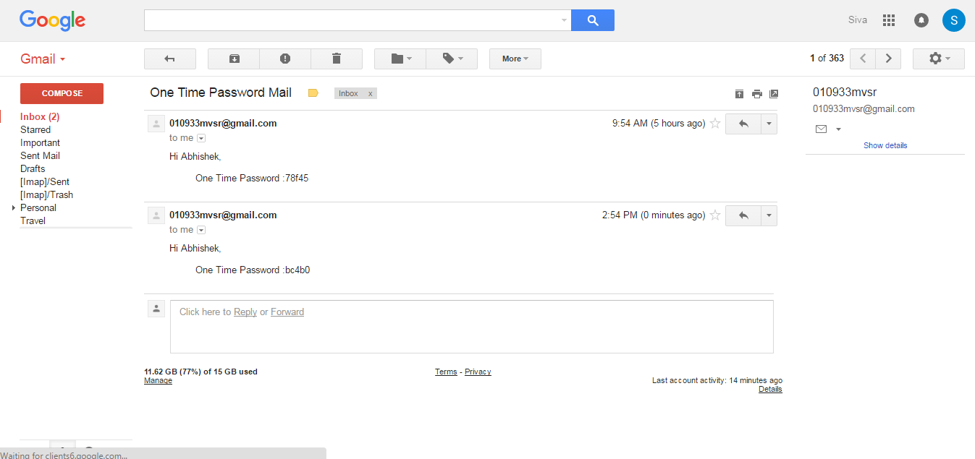 Google
Siva
S
Gmail
More
1 of 363
COMPOSE
Inbox (2)
Starred
Important
Sent Mail
Drafts
[Imap]/Sent
[Imap]/Trash
Personal
Travel
One Time Password Mail
Inbox x
010933mvsr@gmail.com
9:54 AM (5 hours ago)
to me
Hi Abhishek,
One Time Password :78f45
010933mvsr@gmail.com
2:54 PM (0 minutes ago)
to me
Hi Abhishek,
One Time Password :bc4b0
Click here to Reply or Forward
11.62 GB (77%) of 15 GB used
Manage
Terms - Privacy
Last account activity: 14 minutes ago
Details
010933mvsr
010933mvsr@gmail.com
Show details
Waiting for clients6.google.com...